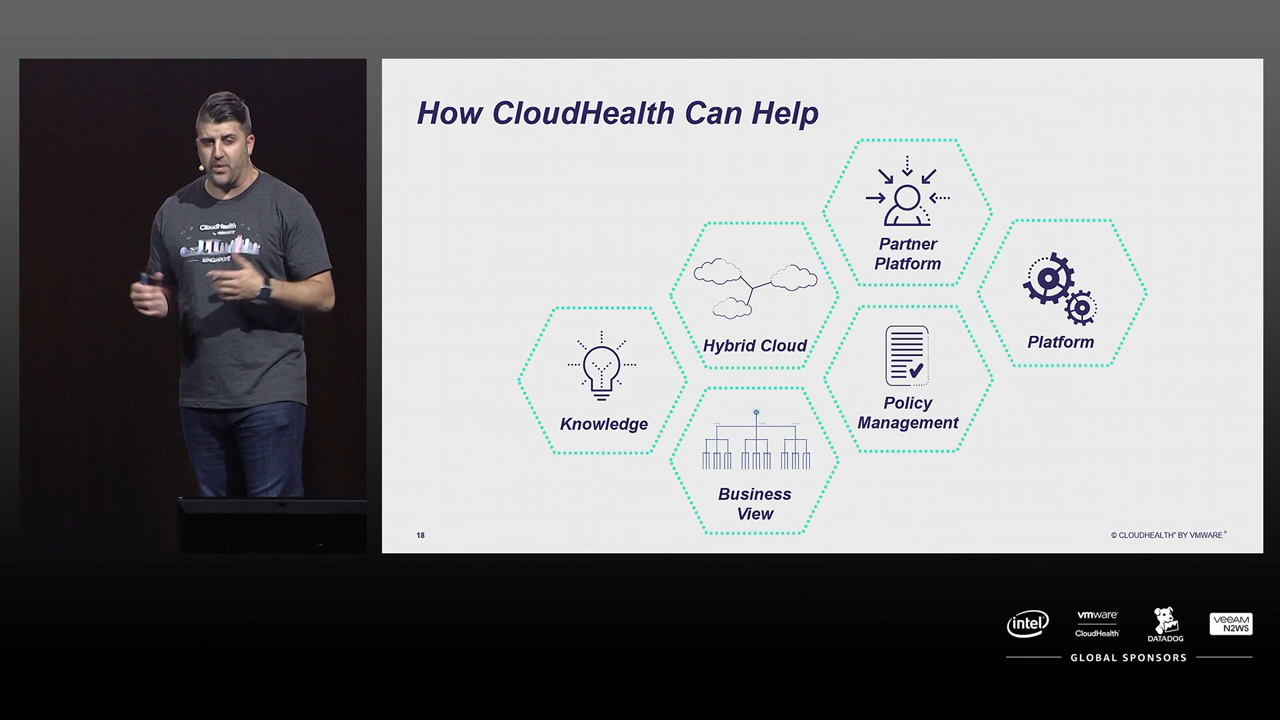 How CloudHealth Can Help
Partner
Platform
Hybrid Cloud
Platform
Knowledge
Policy
Management
Business
View
18
© CLOUDHEALTH® BY VMWARE®
CloudHealth
SINGAPORE
intel
vmware®
CloudHealth®
DATADOG
VEEAM
N2WS
GLOBAL SPONSORS